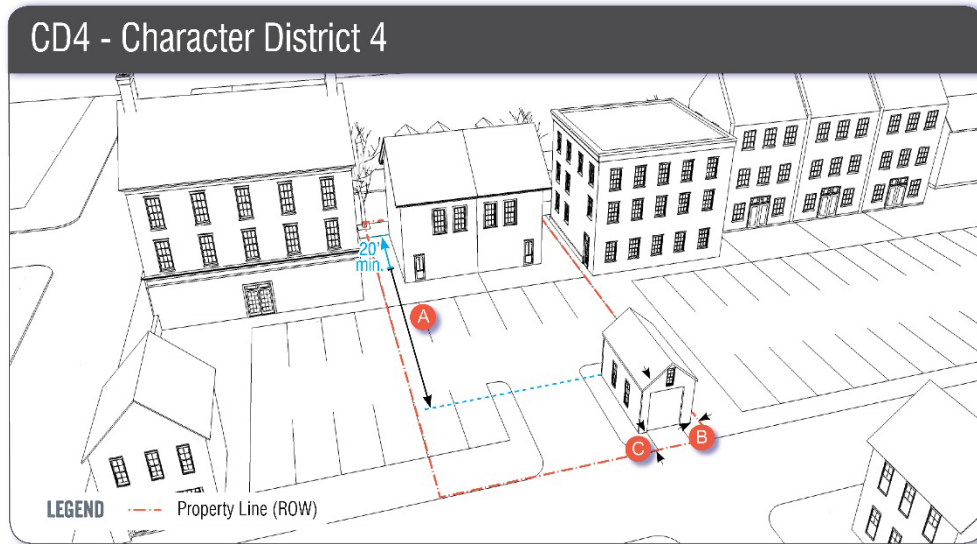 CD4 - Character District 4
20'
min.
A
B
C
LEGEND
Property Line (ROW)